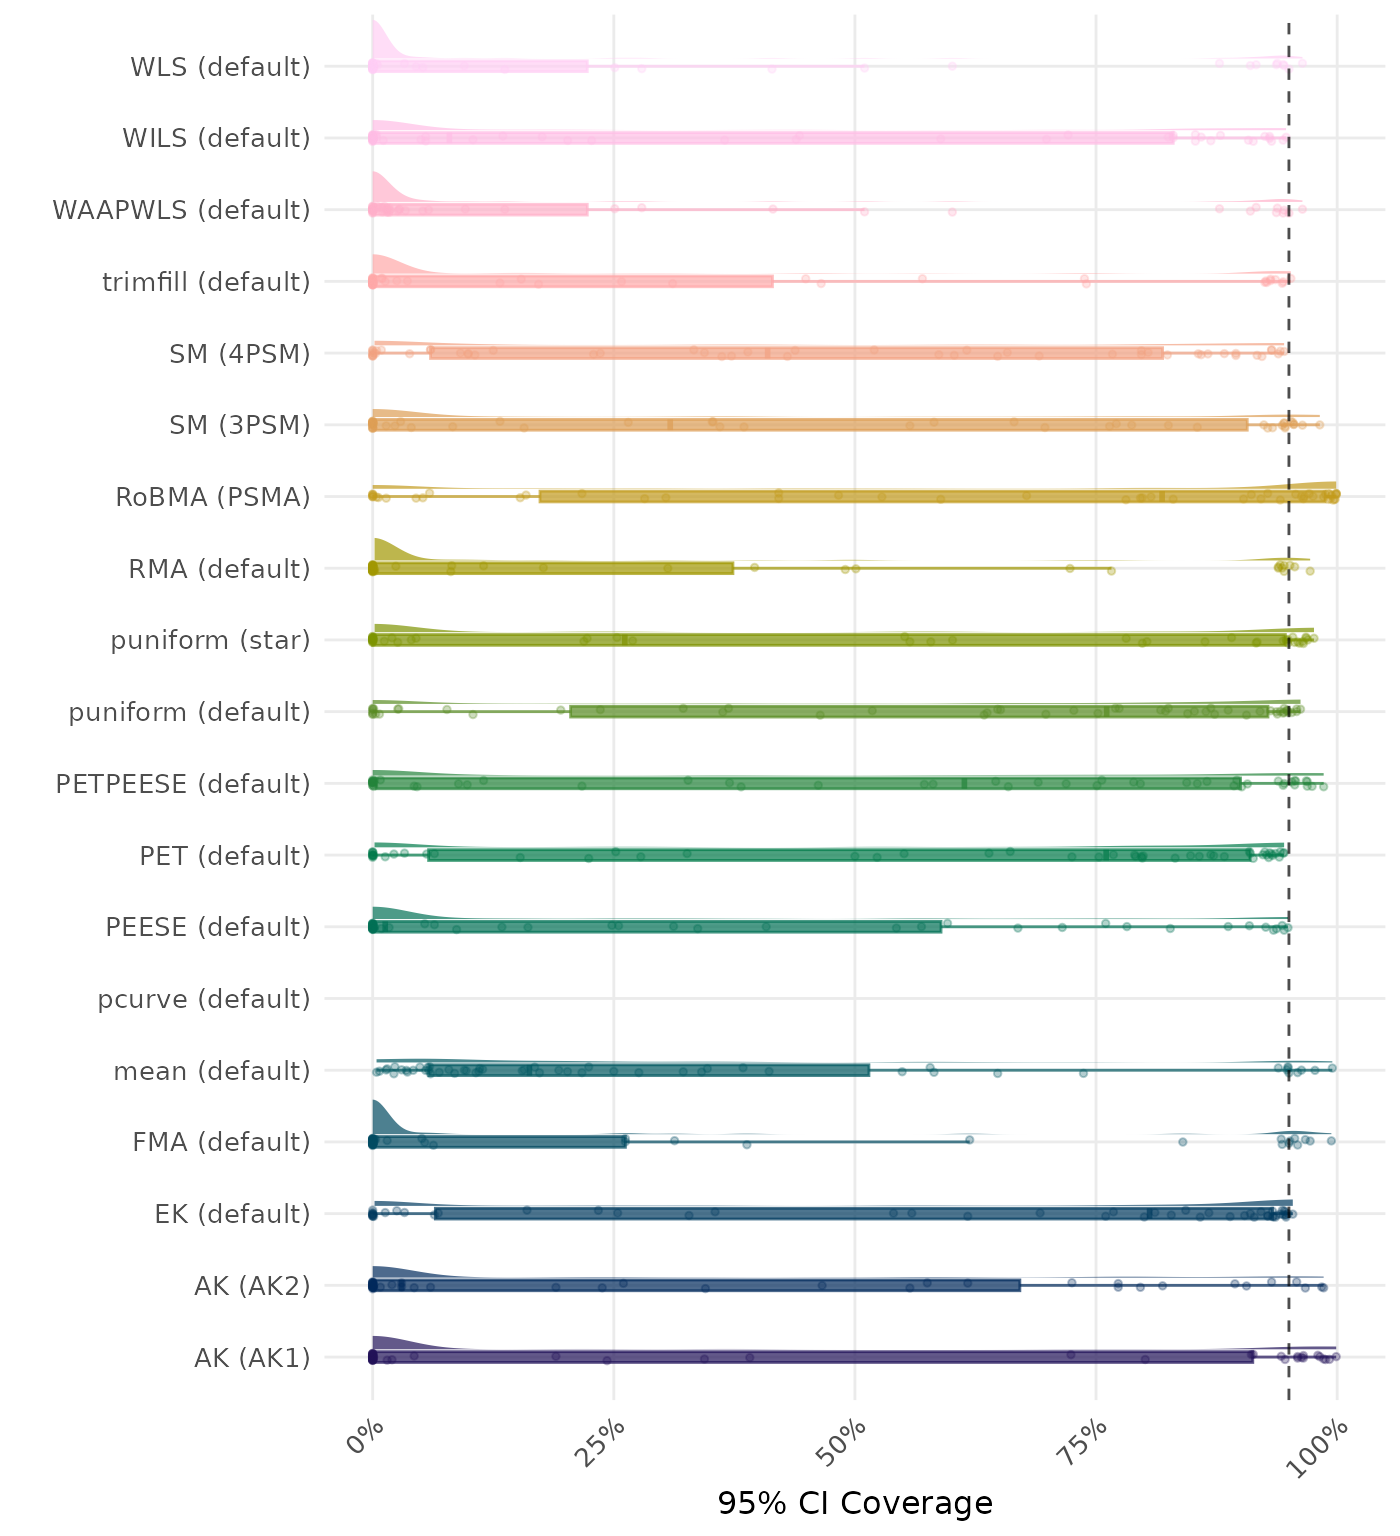 WLS (default)
WILS (default)
WAAPWLS (default)
trimfill (default)
SM (4PSM)
SM (3PSM)
RoBMA (PSMA)
RMA (default)
puniform (star)
puniform (default)
PETPEESE (default)
PET (default)
PEESE (default)
pcurve (default)
mean (default)
FMA (default)
EK (default)
AK (AK2)
AK (AK1)
0%
25%
50%
75%
100%
95% CI Coverage